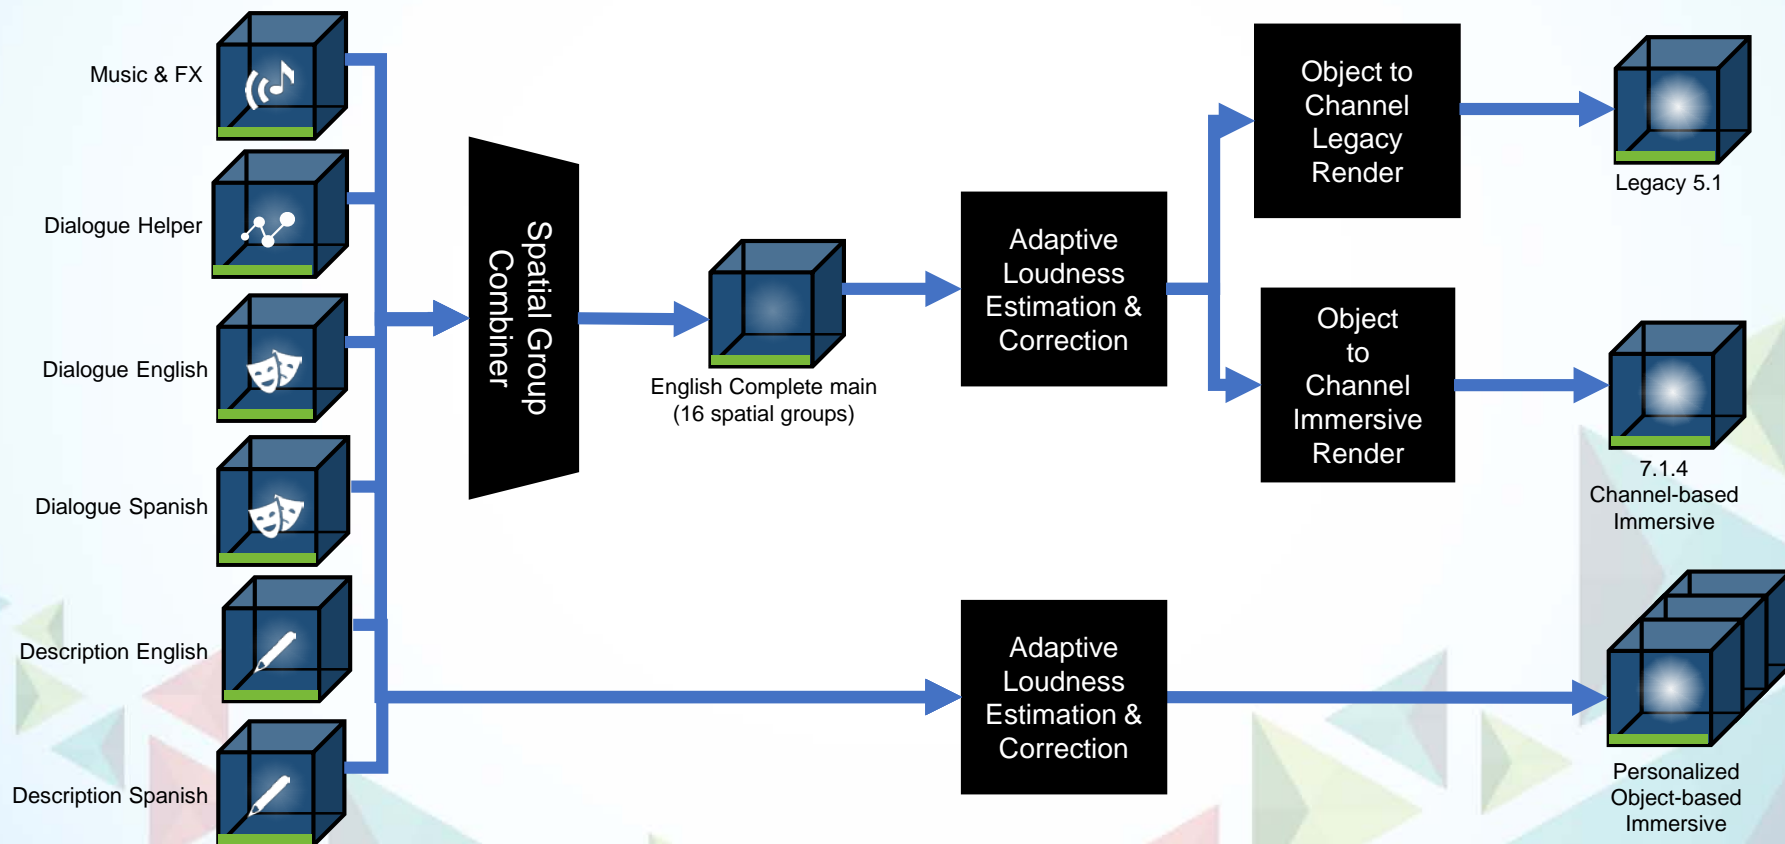 Music & FX
Dialogue Helper
Dialogue English
Dialogue Spanish
Description English
Description Spanish
Spatial Group
Combiner
English Complete main
(16 spatial groups)
Adaptive
Loudness
Estimation &
Correction
Object to
Channel
Legacy
Render
Legacy 5.1
Object
to
Channel
Immersive
Render
7.1.4
Channel-based
Immersive
Adaptive
Loudness
Estimation &
Correction
Personalized
Object-based
Immersive